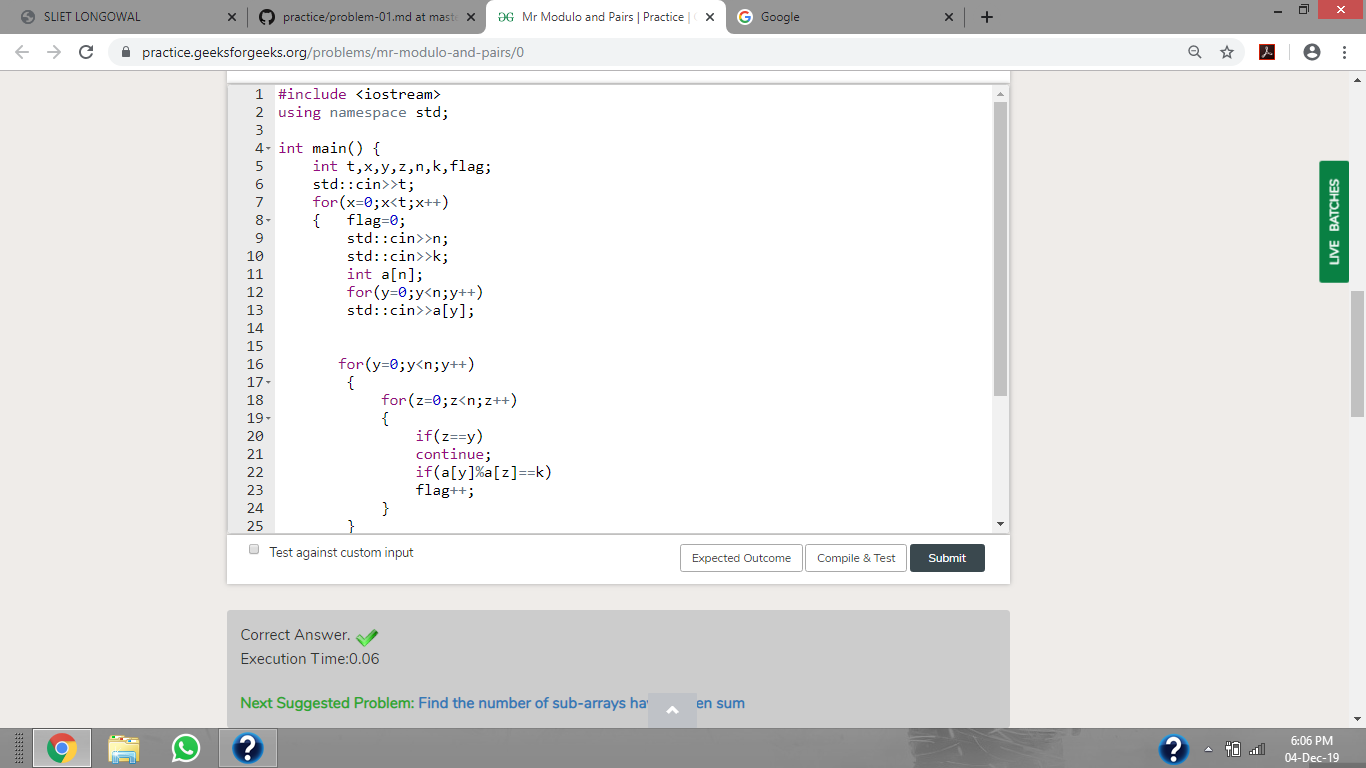 SLIET LONGOWAL
practice/problem-01.md at mast
Mr Modulo and Pairs | Practice |
Google
practice.geeksforgeeks.org/problems/mr-modulo-and-pairs/0
1 #include <iostream>
2 using namespace std;
3
4 int main() {
5 int t,x,y,z,n,k,flag;
6 std::cin>>t;
7 for(x=0;x<t;x++)
8 { flag=0;
9 std::cin>>n;
10 std::cin>>k;
11 int a[n];
12 for(y=0;y<n;y++)
13 std::cin>>a[y];
14
15
16 for(y=0;y<n;y++)
17 {
18 for(z=0;z<n;z++)
19 {
20 if(z==y)
21 continue;
22 if(a[y]%a[z]==k)
23 flag++;
24 }
25 }
LIVE BATCHES
Test against custom input
Expected Outcome
Compile & Test
Submit
Correct Answer.
Execution Time:0.06
Next Suggested Problem: Find the number of sub-arrays ha en sum
6:06 PM
04-Dec-19